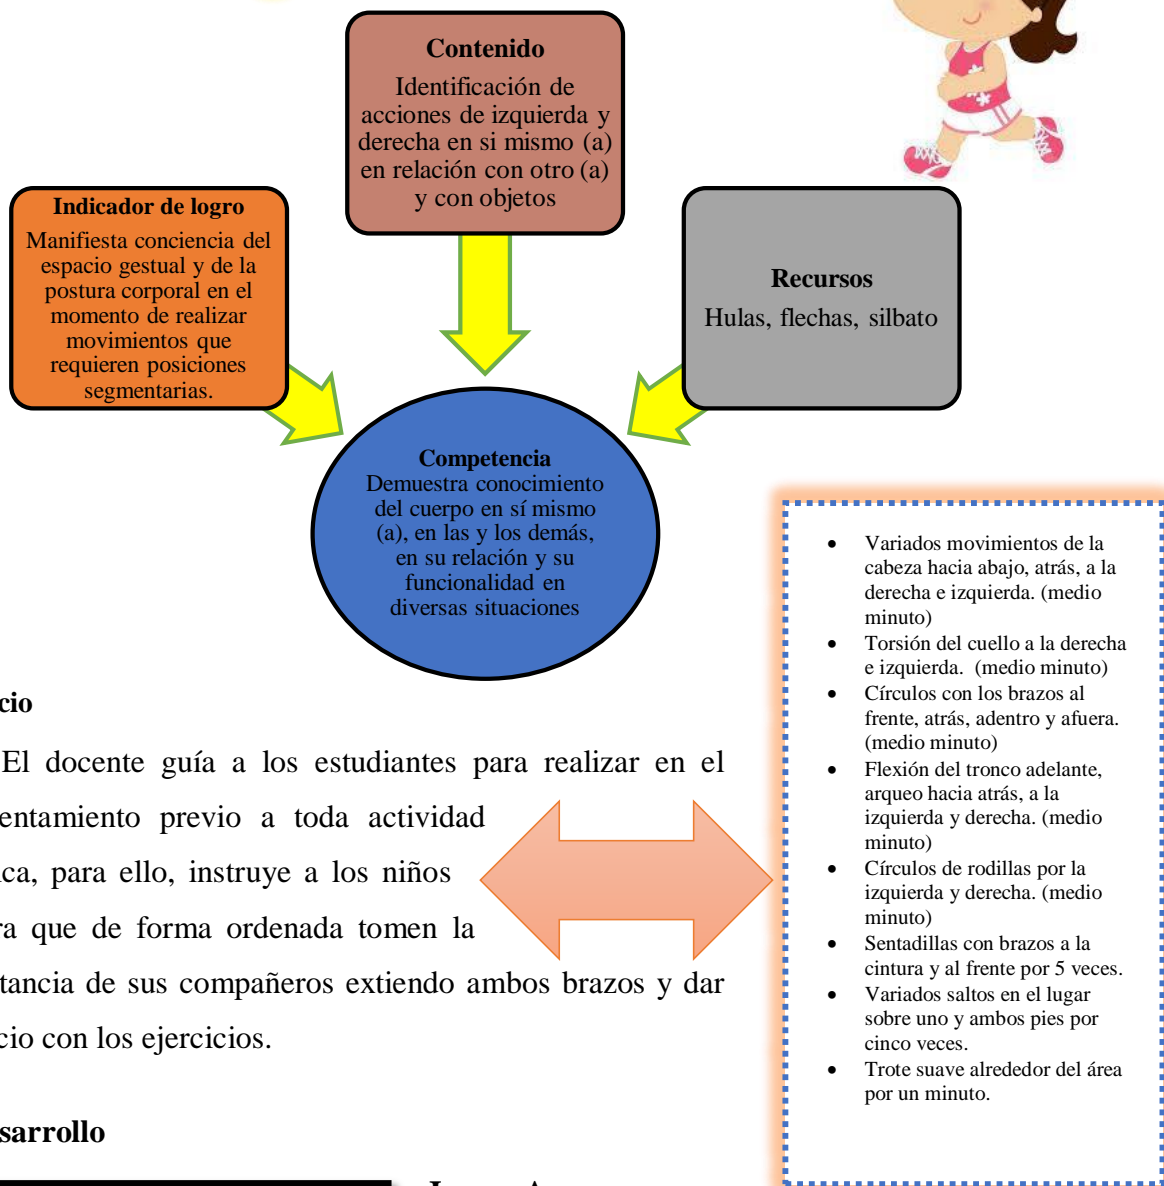 Contenido
Identificación de
acciones de izquierda y
derecha en si mismo (a)
en relación con otro (a)
y con objetos
Indicador de logro
Manifiesta conciencia del
espacio gestual y de la
postura corporal en el
momento de realizar
movimientos que
requieren posiciones
segmentarias.
Recursos
Hulas, flechas, silbato
Competencia
Demuestra conocimiento
del cuerpo en sí mismo
(a), en las y los demás,
en su relación y su
funcionalidad en
diversas situaciones
cio
El docente guía a los estudiantes para realizar en el
entamiento previo a toda actividad
ica, para ello, instruye a los niños
ra que de forma ordenada tomen la
tancia de sus compañeros extiendo ambos brazos y dar
cio con los ejercicios.
• Variados movimientos de la
cabeza hacia abajo, atrás, a la
derecha e izquierda. (medio
minuto)
• Torsión del cuello a la derecha
e izquierda. (medio minuto)
• Círculos con los brazos al
frente, atrás, adentro y afuera.
(medio minuto)
• Flexión del tronco adelante,
arqueo hacia atrás, a la
izquierda y derecha. (medio
minuto)
• Círculos de rodillas por la
izquierda y derecha. (medio
minuto)
• Sentadillas con brazos a la
cintura y al frente por 5 veces.
• Variados saltos en el lugar
sobre uno y ambos pies por
cinco veces.
• Trote suave alrededor del área
por un minuto.
sarrollo